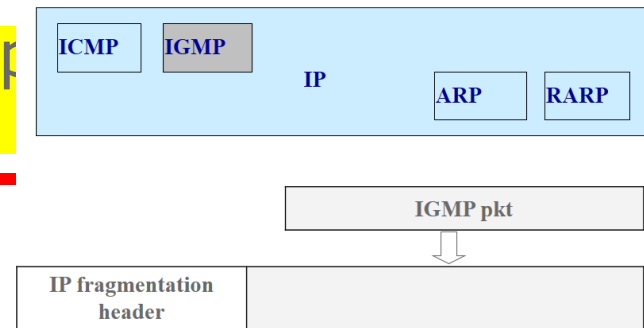 ICMP IGMP
IP
ARP RARP
IGMP pkt
IP fragmentation
header